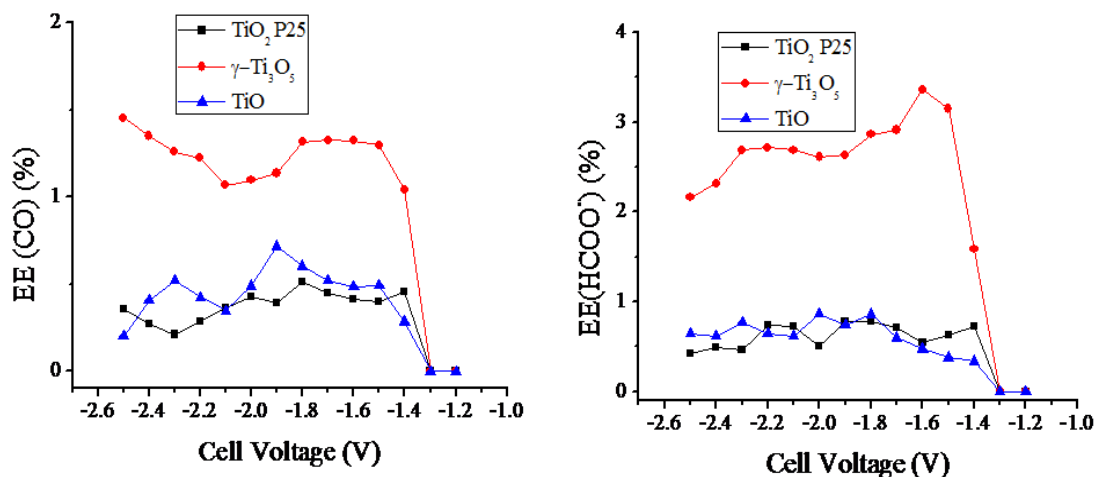 EE (CO) (%)
2
1
0
TiO₂ P25
γ–Ti₃O₅
TiO
-2.6 -2.4 -2.2 -2.0 -1.8 -1.6 -1.4 -1.2 -1.0
Cell Voltage (V)
EE(HCOO⁻) (%)
4
3
2
1
0
TiO₂ P25
γ–Ti₃O₅
TiO
-2.6 -2.4 -2.2 -2.0 -1.8 -1.6 -1.4 -1.2 -1.0
Cell Voltage (V)